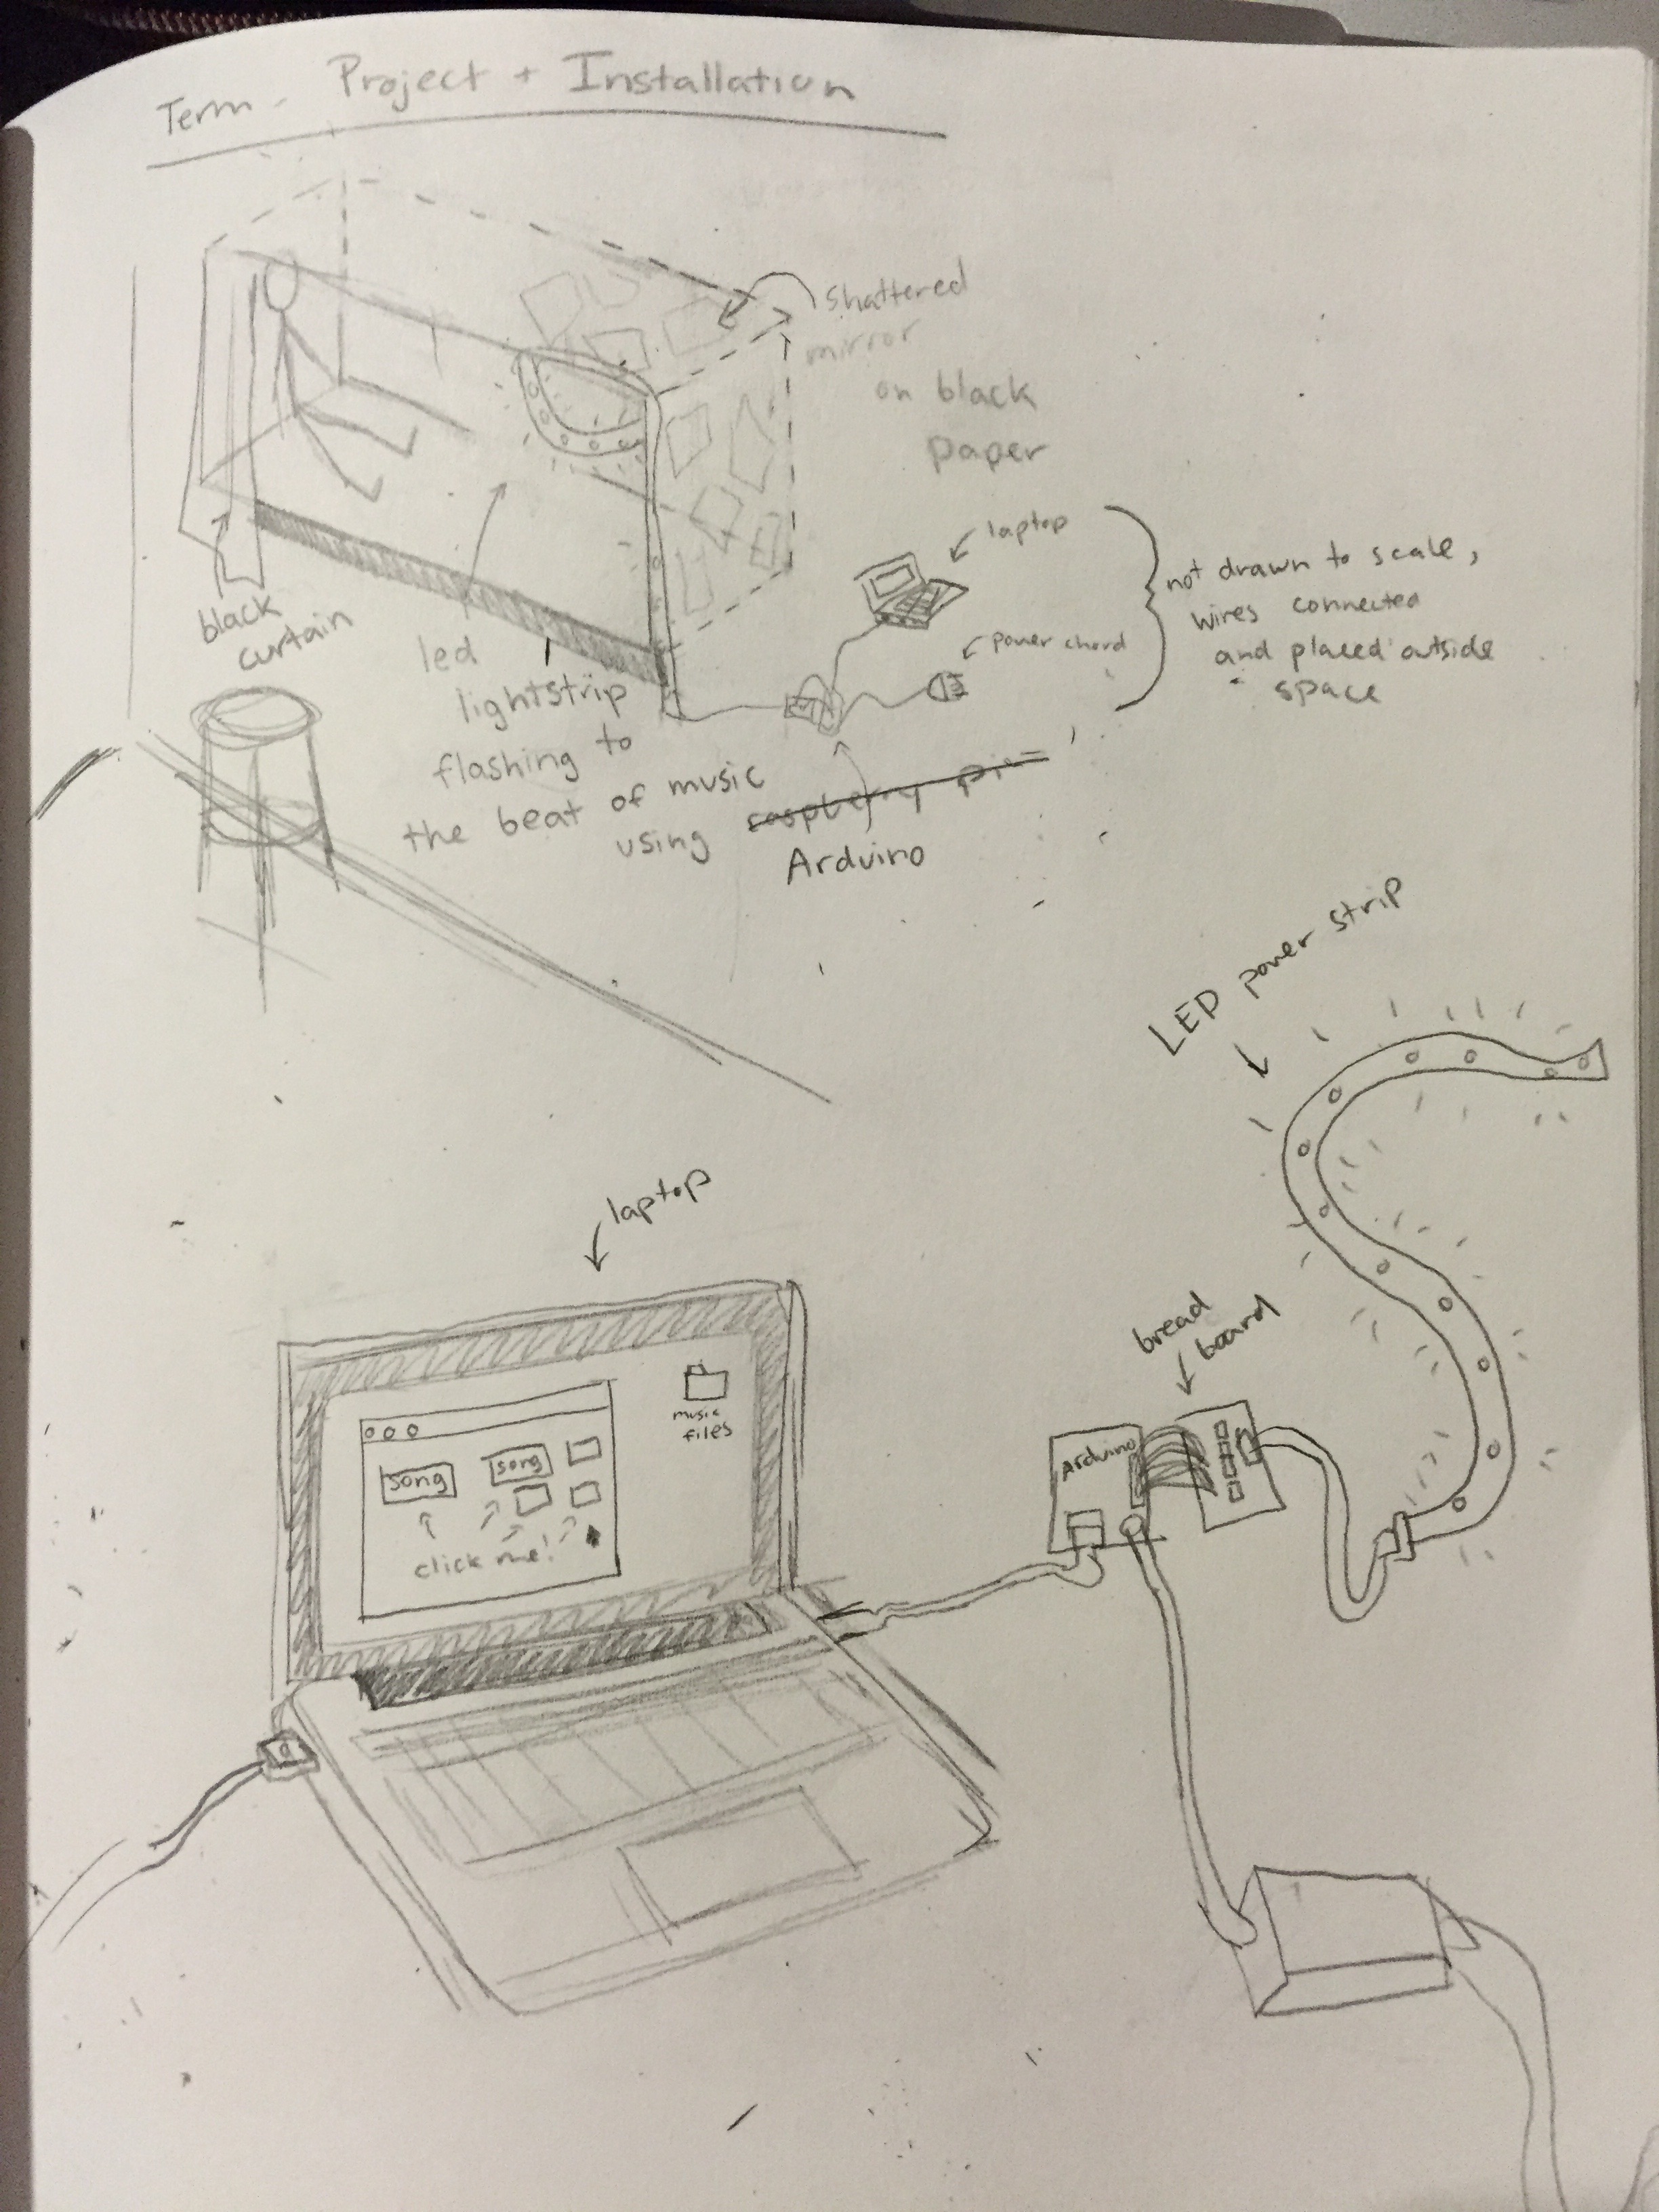 Term - Project + Installation
shattered
mirror
on black
paper
laptop
power chord
not drawn to scale,
wires connected
and placed outside
space
black
curtain
led
lightstrip
flashing to
the beat of music
using raspberry pi
Arduino
LED power strip
laptop
bread
board
music
files
song
song
click me!
Arduino